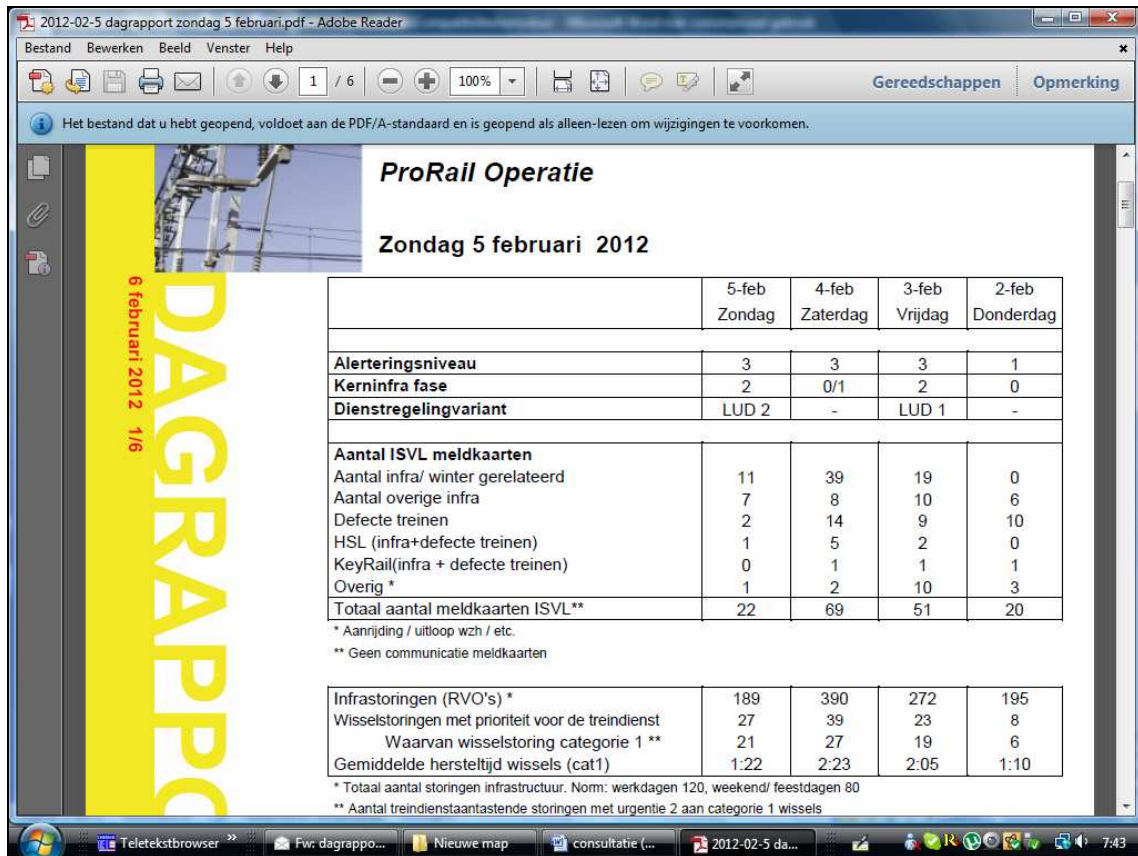 2012-02-5 dagrapport zondag 5 februari.pdf - Adobe Reader
Bestand Bewerken Beeld Venster Help
1 / 6 100% Gereedschappen Opmerking
Het bestand dat u hebt geopend, voldoet aan de PDF/A-standaard en is geopend als alleen-lezen om wijzigingen te voorkomen.
ProRail Operatie
Zondag 5 februari 2012
6 februari 2012 1/6
DAGRAPPO
5-feb 4-feb 3-feb 2-feb
Zondag Zaterdag Vrijdag Donderdag
Alerteringsniveau 3 3 3 1
Kerninfra fase 2 0/1 2 0
Dienstregelingvariant LUD 2 - LUD 1 -
Aantal ISVL meldkaarten
Aantal infra/ winter gerelateerd 11 39 19 0
Aantal overige infra 7 8 10 6
Defecte treinen 2 14 9 10
HSL (infra+defecte treinen) 1 5 2 0
KeyRail(infra + defecte treinen) 0 1 1 1
Overig * 1 2 10 3
Totaal aantal meldkaarten ISVL** 22 69 51 20
* Aanrijding / uitloop wzh / etc.
** Geen communicatie meldkaarten
Infrastoringen (RVO's) * 189 390 272 195
Wisselstoringen met prioriteit voor de treindienst 27 39 23 8
Waarvan wisselstoring categorie 1 ** 21 27 19 6
Gemiddelde hersteltijd wissels (cat1) 1:22 2:23 2:05 1:10
* Totaal aantal storingen infrastructuur. Norm: werkdagen 120, weekend/ feestdagen 80
** Aantal treindienstaantastende storingen met urgentie 2 aan categorie 1 wissels
Teletekstbrowser » Fw: dagrappo... Nieuwe map consultatie (... 2012-02-5 da... 7:43